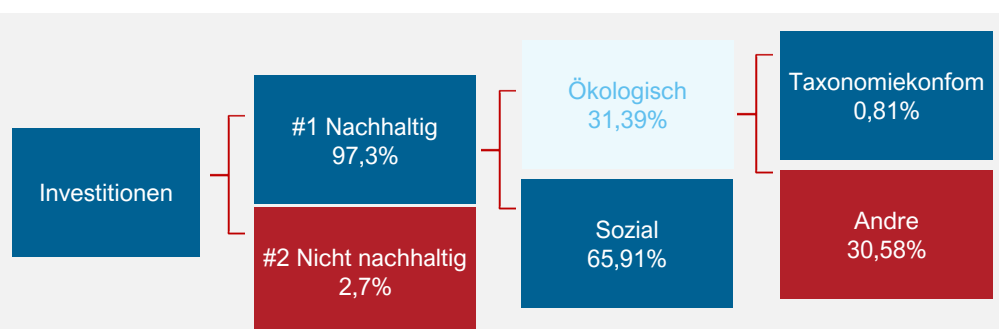 Investitionen
#1 Nachhaltig
97,3%
#2 Nicht nachhaltig
2,7%
Ökologisch
31,39%
Sozial
65,91%
Taxonomiekonfom
0,81%
Andre
30,58%